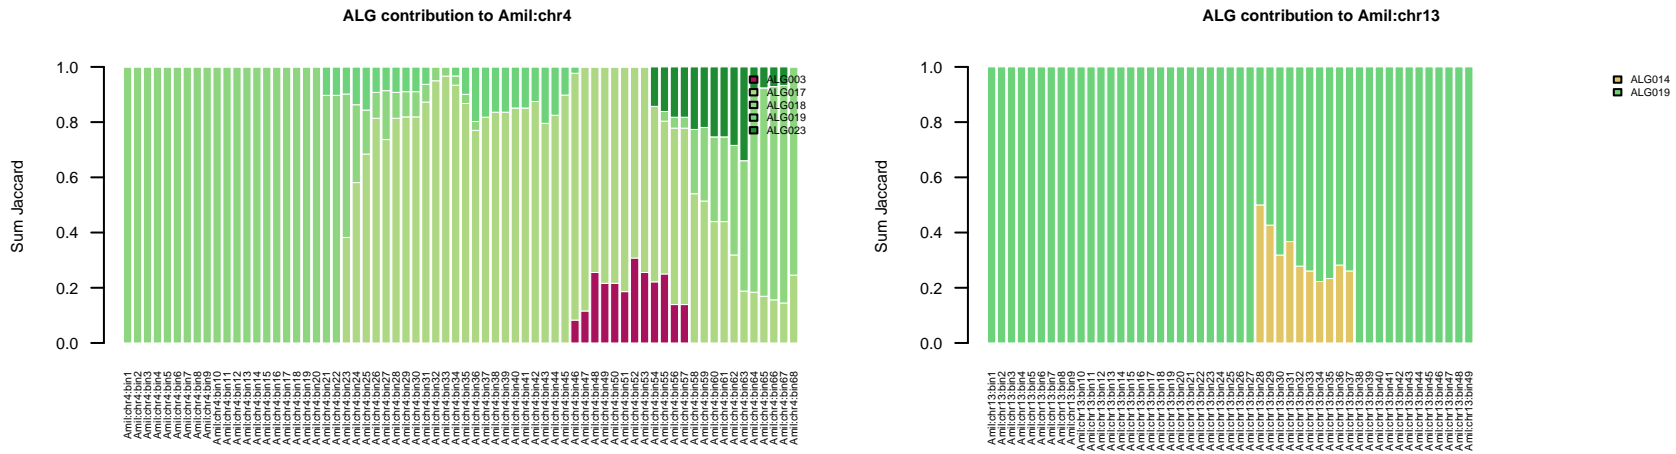 ALG contribution to Amil:chr4
Sum Jaccard
1.0
0.8
0.6
0.4
0.2
0.0
ALG003
ALG017
ALG018
ALG019
ALG023
Amil:chr4:bin1
Amil:chr4:bin2
Amil:chr4:bin3
Amil:chr4:bin4
Amil:chr4:bin5
Amil:chr4:bin6
Amil:chr4:bin7
Amil:chr4:bin8
Amil:chr4:bin9
Amil:chr4:bin10
Amil:chr4:bin11
Amil:chr4:bin12
Amil:chr4:bin13
Amil:chr4:bin14
Amil:chr4:bin15
Amil:chr4:bin16
Amil:chr4:bin17
Amil:chr4:bin18
Amil:chr4:bin19
Amil:chr4:bin20
Amil:chr4:bin21
Amil:chr4:bin22
Amil:chr4:bin23
Amil:chr4:bin24
Amil:chr4:bin25
Amil:chr4:bin26
Amil:chr4:bin27
Amil:chr4:bin28
Amil:chr4:bin29
Amil:chr4:bin30
Amil:chr4:bin31
Amil:chr4:bin32
Amil:chr4:bin33
Amil:chr4:bin34
Amil:chr4:bin35
Amil:chr4:bin36
Amil:chr4:bin37
Amil:chr4:bin38
Amil:chr4:bin39
Amil:chr4:bin40
Amil:chr4:bin41
Amil:chr4:bin42
Amil:chr4:bin43
Amil:chr4:bin44
Amil:chr4:bin45
Amil:chr4:bin46
Amil:chr4:bin47
Amil:chr4:bin48
Amil:chr4:bin49
Amil:chr4:bin50
Amil:chr4:bin51
Amil:chr4:bin52
Amil:chr4:bin53
Amil:chr4:bin54
Amil:chr4:bin55
Amil:chr4:bin56
Amil:chr4:bin57
Amil:chr4:bin58
Amil:chr4:bin59
Amil:chr4:bin60
Amil:chr4:bin61
Amil:chr4:bin62
Amil:chr4:bin63
Amil:chr4:bin64
Amil:chr4:bin65
Amil:chr4:bin66
Amil:chr4:bin67
Amil:chr4:bin68
ALG contribution to Amil:chr13
Sum Jaccard
1.0
0.8
0.6
0.4
0.2
0.0
ALG014
ALG019
Amil:chr13:bin1
Amil:chr13:bin2
Amil:chr13:bin3
Amil:chr13:bin4
Amil:chr13:bin5
Amil:chr13:bin6
Amil:chr13:bin7
Amil:chr13:bin8
Amil:chr13:bin9
Amil:chr13:bin10
Amil:chr13:bin11
Amil:chr13:bin12
Amil:chr13:bin13
Amil:chr13:bin14
Amil:chr13:bin15
Amil:chr13:bin16
Amil:chr13:bin17
Amil:chr13:bin18
Amil:chr13:bin19
Amil:chr13:bin20
Amil:chr13:bin21
Amil:chr13:bin22
Amil:chr13:bin23
Amil:chr13:bin24
Amil:chr13:bin25
Amil:chr13:bin26
Amil:chr13:bin27
Amil:chr13:bin28
Amil:chr13:bin29
Amil:chr13:bin30
Amil:chr13:bin31
Amil:chr13:bin32
Amil:chr13:bin33
Amil:chr13:bin34
Amil:chr13:bin35
Amil:chr13:bin36
Amil:chr13:bin37
Amil:chr13:bin38
Amil:chr13:bin39
Amil:chr13:bin40
Amil:chr13:bin41
Amil:chr13:bin42
Amil:chr13:bin43
Amil:chr13:bin44
Amil:chr13:bin45
Amil:chr13:bin46
Amil:chr13:bin47
Amil:chr13:bin48
Amil:chr13:bin49